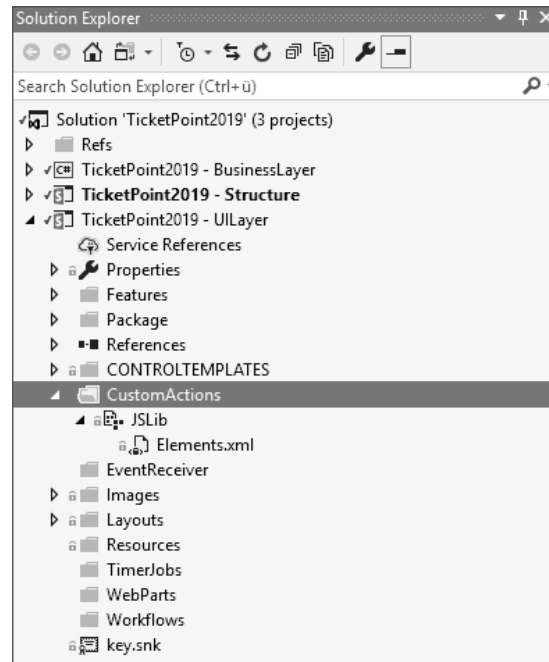 Solution Explorer
Search Solution Explorer (Ctrl+ü)
Solution 'TicketPoint2019' (3 projects)
Refs
C# TicketPoint2019 - BusinessLayer
TicketPoint2019 - Structure
TicketPoint2019 - UILayer
Service References
Properties
Features
Package
References
CONTROLTEMPLATES
CustomActions
JSLib
Elements.xml
EventReceiver
Images
Layouts
Resources
TimerJobs
WebParts
Workflows
key.snk